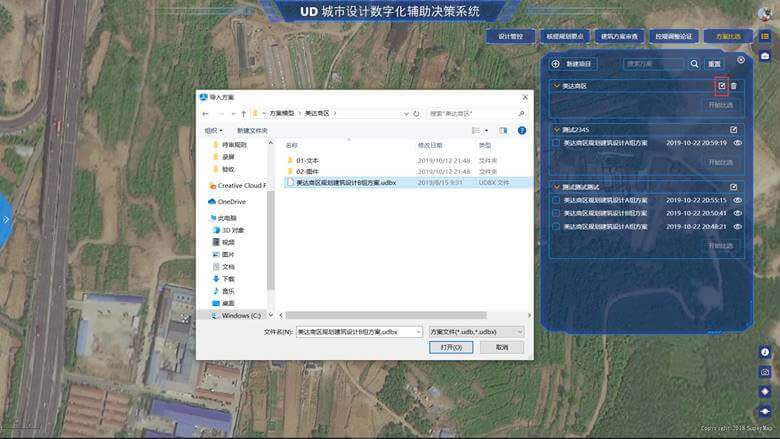 UD 城市设计数字化辅助决策系统
设计管控
核提规划要点
建筑方案审查
控规调整论证
方案比选
新建项目
搜索方案
重置
美达商区
开始比选
测试2345
美达商区规划建筑设计A组方案 2019-10-22 20:59:19
开始比选
测试测试测试
美达商区规划建筑设计A组方案 2019-10-22 20:55:15
美达商区规划建筑设计B组方案 2019-10-22 20:50:41
美达商区规划建筑设计A组方案 2019-10-22 20:48:21
开始比选
导入方案
方案模型 › 美达商区 ›
搜索"美达商区"
组织
新建文件夹
待审规则
录屏
验收
Creative Cloud F
OneDrive
此电脑
3D 对象
视频
图片
文档
下载
音乐
桌面
Windows (C:)
名称 修改日期 类型
01-文本 2019/10/12 21:48 文件夹
02-图件 2019/10/12 21:48 文件夹
美达商区规划建筑设计B组方案.udbx 2019/8/15 9:31 UDBX 文件
文件名(N): 美达商区规划建筑设计B组方案.udbx
方案文件(*.udb,*.udbx)
打开(O)
取消
Copyright 2018 SuperMap